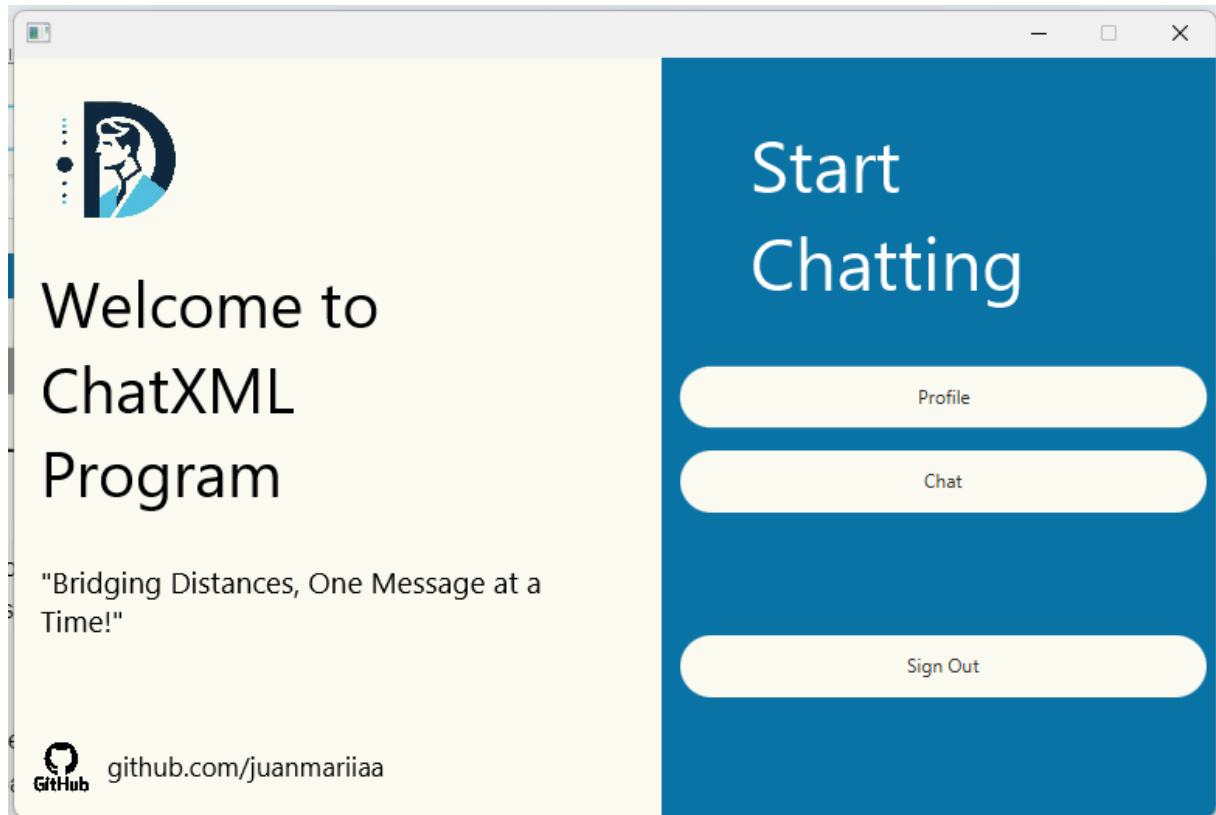 Welcome to
ChatXML
Program
"Bridging Distances, One Message at a
Time!"
GitHub
github.com/juanmariiaa
Start
Chatting
Profile
Chat
Sign Out